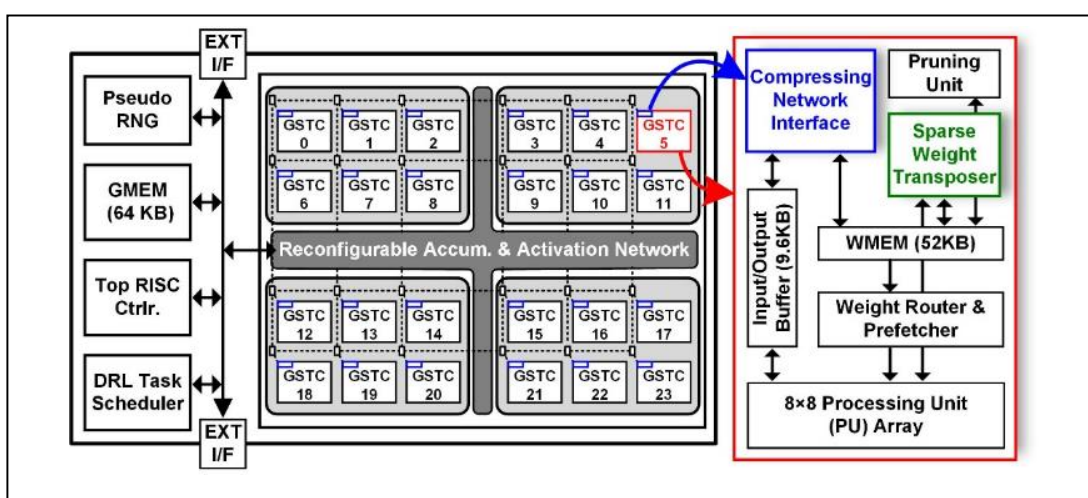 EXT
I/F
Pseudo
RNG
GMEM
(64 KB)
Top RISC
Ctrlr.
DRL Task
Scheduler
EXT
I/F
GSTC
0
GSTC
1
GSTC
2
GSTC
3
GSTC
4
GSTC
5
GSTC
6
GSTC
7
GSTC
8
GSTC
9
GSTC
10
GSTC
11
Reconfigurable Accum. & Activation Network
GSTC
12
GSTC
13
GSTC
14
GSTC
15
GSTC
16
GSTC
17
GSTC
18
GSTC
19
GSTC
20
GSTC
21
GSTC
22
GSTC
23
Compressing
Network
Interface
Pruning
Unit
Sparse
Weight
Transposer
Input/Output
Buffer (9.6KB)
WMEM (52KB)
Weight Router &
Prefetcher
8×8 Processing Unit
(PU) Array